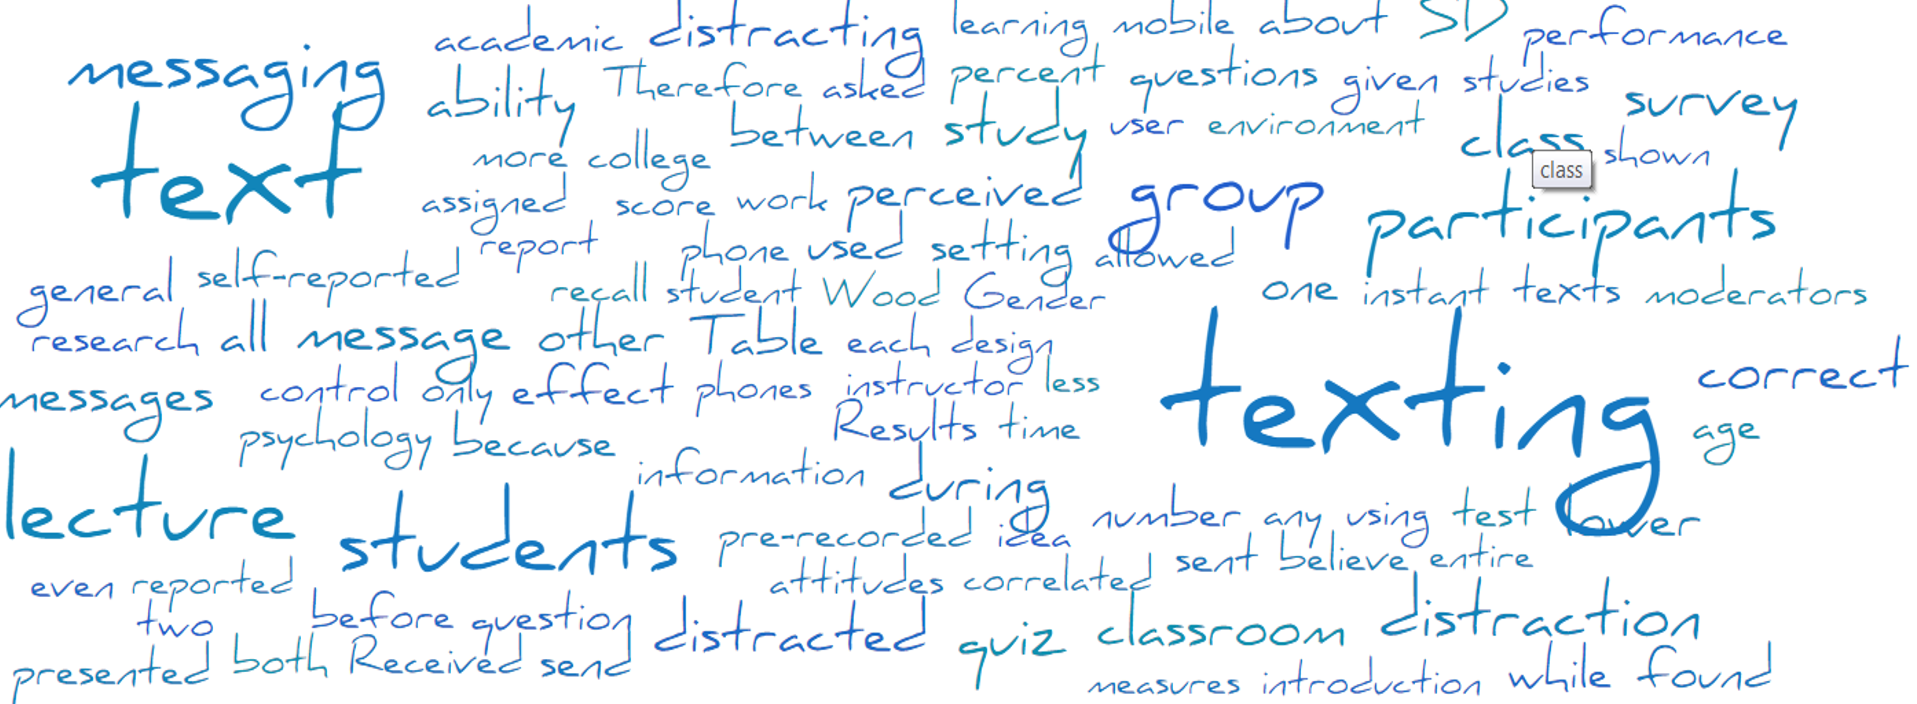 academic distracting learning mobile about SD performance
messaging ability Therefore asked percent questions given studies survey
text between study user environment class shown
more college class
assigned score work perceived group participants
report phone used setting allowed
general self-reported recall student Wood Gender one instant texts moderators
research all message other Table each design texting
messages control only effect phones instructor less correct
psychology because Results time age
lecture information during
students pre-recorded idea number any using test lower
even reported attitudes correlated sent believe entire
two before question distracted quiz classroom distraction
presented both Received send measures introduction while found